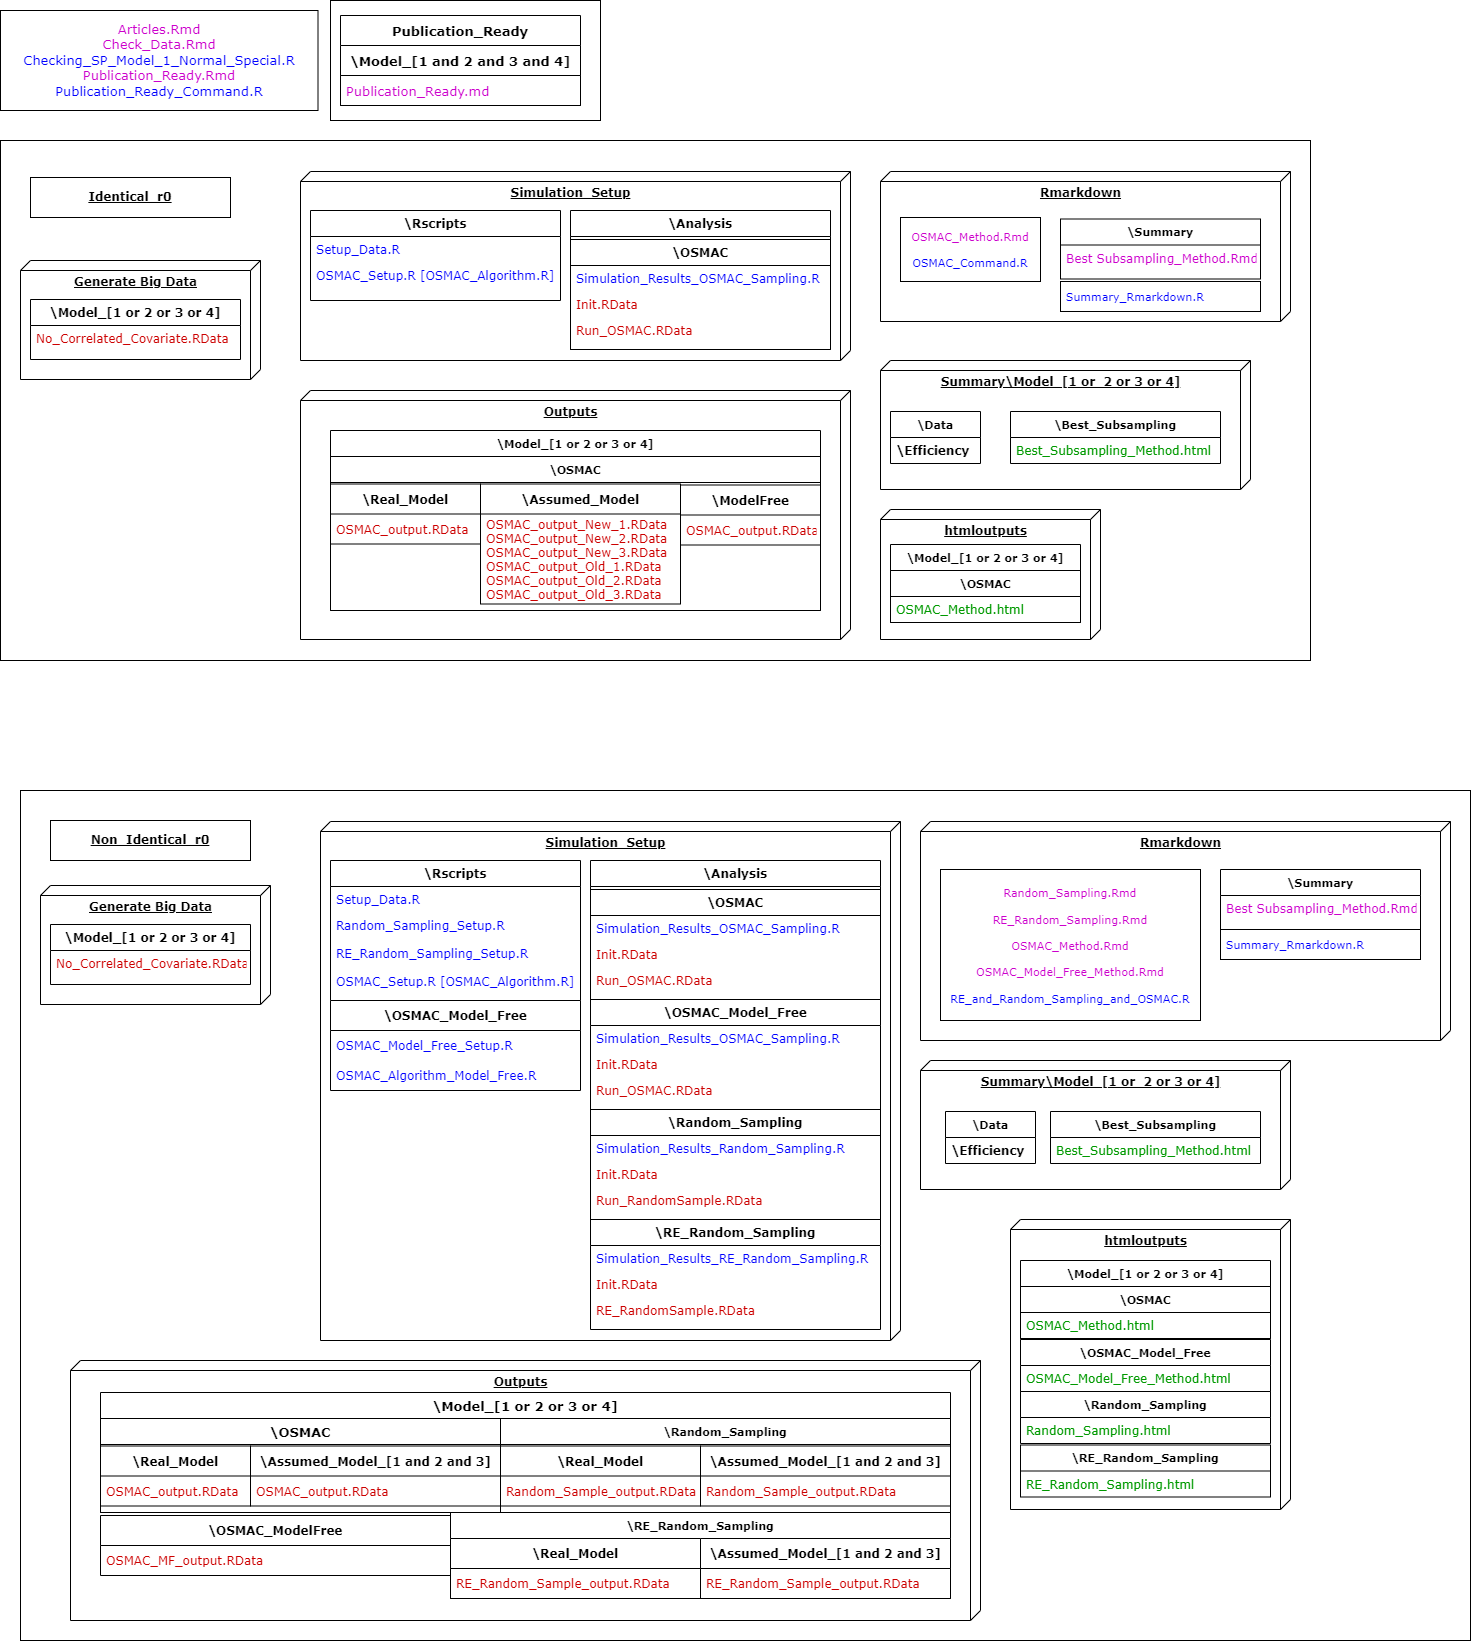 Articles.Rmd
Check_Data.Rmd
Checking_SP_Model_1_Normal_Special.R
Publication_Ready.Rmd
Publication_Ready_Command.R
Publication_Ready
\Model_[1 and 2 and 3 and 4]
Publication_Ready.md
Identical_r0
Generate Big Data
\Model_[1 or 2 or 3 or 4]
No_Correlated_Covariate.RData
Simulation_Setup
\Rscripts
Setup_Data.R
OSMAC_Setup.R [OSMAC_Algorithm.R]
\Analysis
\OSMAC
Simulation_Results_OSMAC_Sampling.R
Init.RData
Run_OSMAC.RData
Rmarkdown
OSMAC_Method.Rmd
OSMAC_Command.R
\Summary
Best Subsampling_Method.Rmd
Summary_Rmarkdown.R
Outputs
\Model_[1 or 2 or 3 or 4]
\OSMAC
\Real_Model
OSMAC_output.RData
\Assumed_Model
OSMAC_output_New_1.RData
OSMAC_output_New_2.RData
OSMAC_output_New_3.RData
OSMAC_output_Old_1.RData
OSMAC_output_Old_2.RData
OSMAC_output_Old_3.RData
\ModelFree
OSMAC_output.RData
Summary\Model_[1 or  2 or 3 or 4]
\Data
\Efficiency
\Best_Subsampling
Best_Subsampling_Method.html
htmloutputs
\Model_[1 or 2 or 3 or 4]
\OSMAC
OSMAC_Method.html
Non_Identical_r0
Generate Big Data
\Model_[1 or 2 or 3 or 4]
No_Correlated_Covariate.RData
Simulation_Setup
\Rscripts
Setup_Data.R
Random_Sampling_Setup.R
RE_Random_Sampling_Setup.R
OSMAC_Setup.R [OSMAC_Algorithm.R]
\OSMAC_Model_Free
OSMAC_Model_Free_Setup.R
OSMAC_Algorithm_Model_Free.R
\Analysis
\OSMAC
Simulation_Results_OSMAC_Sampling.R
Init.RData
Run_OSMAC.RData
\OSMAC_Model_Free
Simulation_Results_OSMAC_Sampling.R
Init.RData
Run_OSMAC.RData
\Random_Sampling
Simulation_Results_Random_Sampling.R
Init.RData
Run_RandomSample.RData
\RE_Random_Sampling
Simulation_Results_RE_Random_Sampling.R
Init.RData
RE_RandomSample.RData
Rmarkdown
Random_Sampling.Rmd
RE_Random_Sampling.Rmd
OSMAC_Method.Rmd
OSMAC_Model_Free_Method.Rmd
RE_and_Random_Sampling_and_OSMAC.R
\Summary
Best Subsampling_Method.Rmd
Summary_Rmarkdown.R
Summary\Model_[1 or  2 or 3 or 4]
\Data
\Efficiency
\Best_Subsampling
Best_Subsampling_Method.html
htmloutputs
\Model_[1 or 2 or 3 or 4]
\OSMAC
OSMAC_Method.html
\OSMAC_Model_Free
OSMAC_Model_Free_Method.html
\Random_Sampling
Random_Sampling.html
\RE_Random_Sampling
RE_Random_Sampling.html
Outputs
\Model_[1 or 2 or 3 or 4]
\OSMAC
\Real_Model
OSMAC_output.RData
\Assumed_Model_[1 and 2 and 3]
OSMAC_output.RData
\Random_Sampling
\Real_Model
Random_Sample_output.RData
\Assumed_Model_[1 and 2 and 3]
Random_Sample_output.RData
\OSMAC_ModelFree
OSMAC_MF_output.RData
\RE_Random_Sampling
\Real_Model
RE_Random_Sample_output.RData
\Assumed_Model_[1 and 2 and 3]
RE_Random_Sample_output.RData